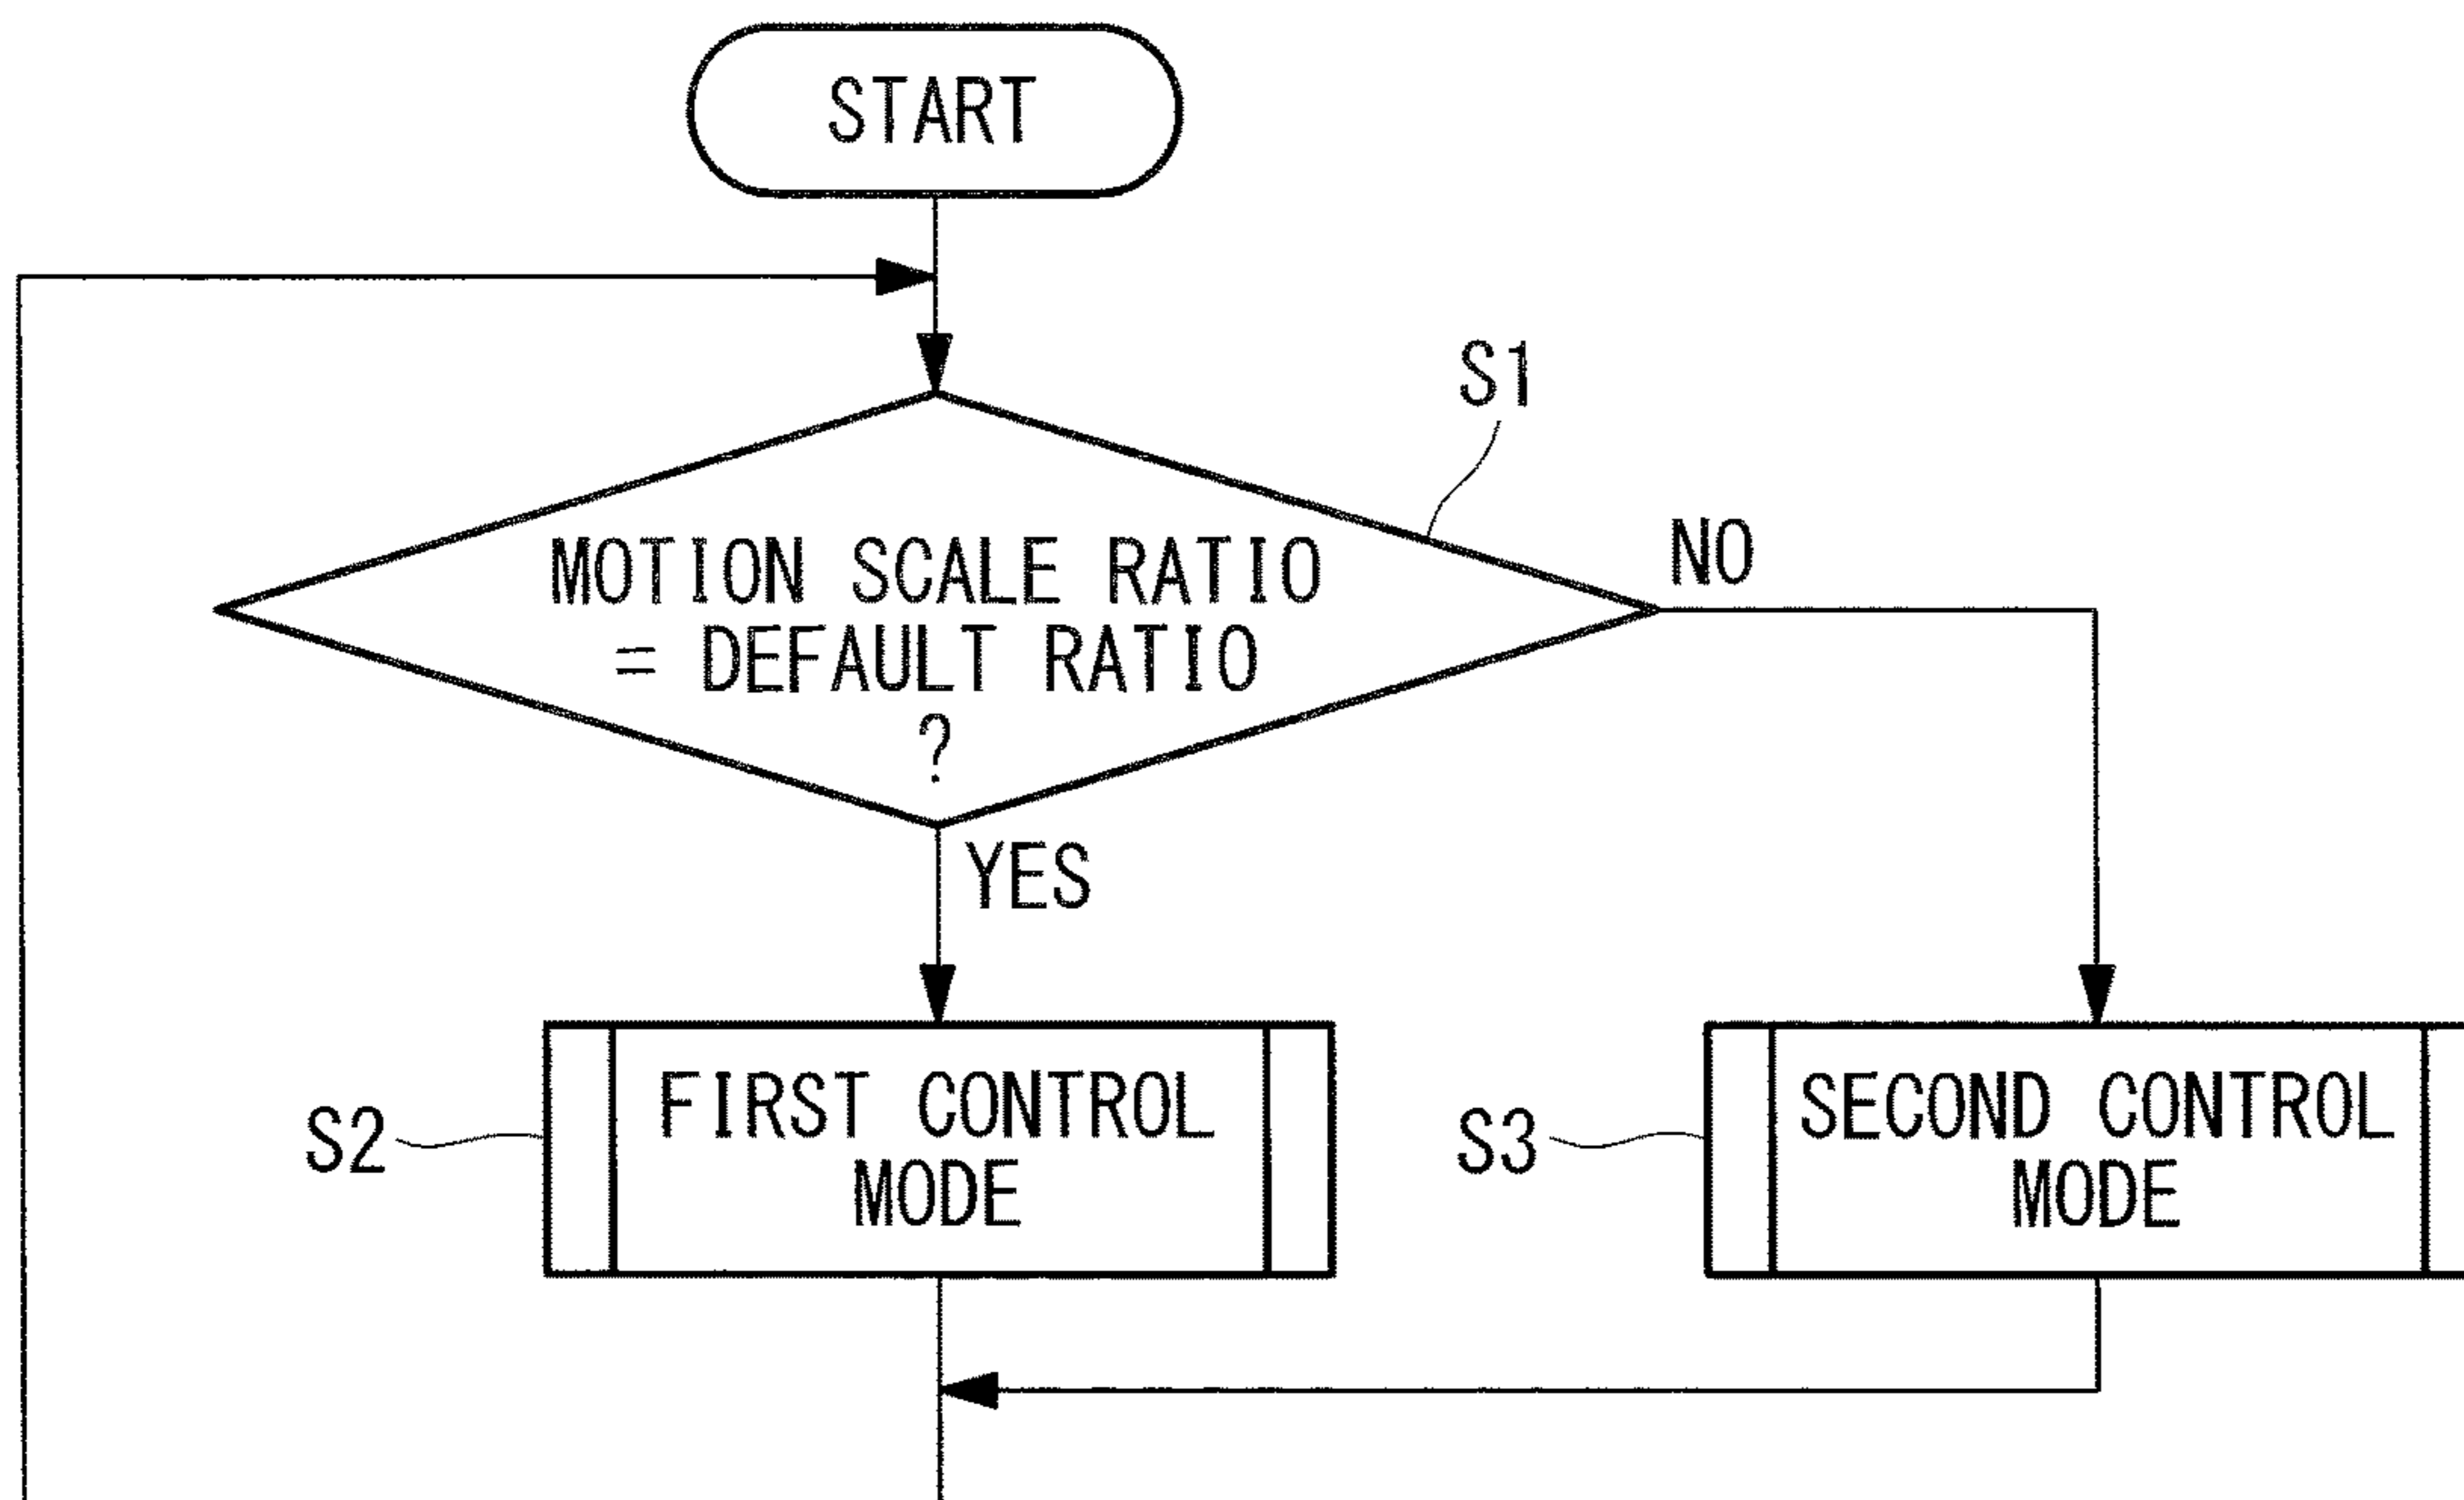 START
S1
NO
MOTION SCALE RATIO
= DEFAULT RATIO
?
YES
S2
FIRST CONTROL
MODE
S3
SECOND CONTROL
MODE